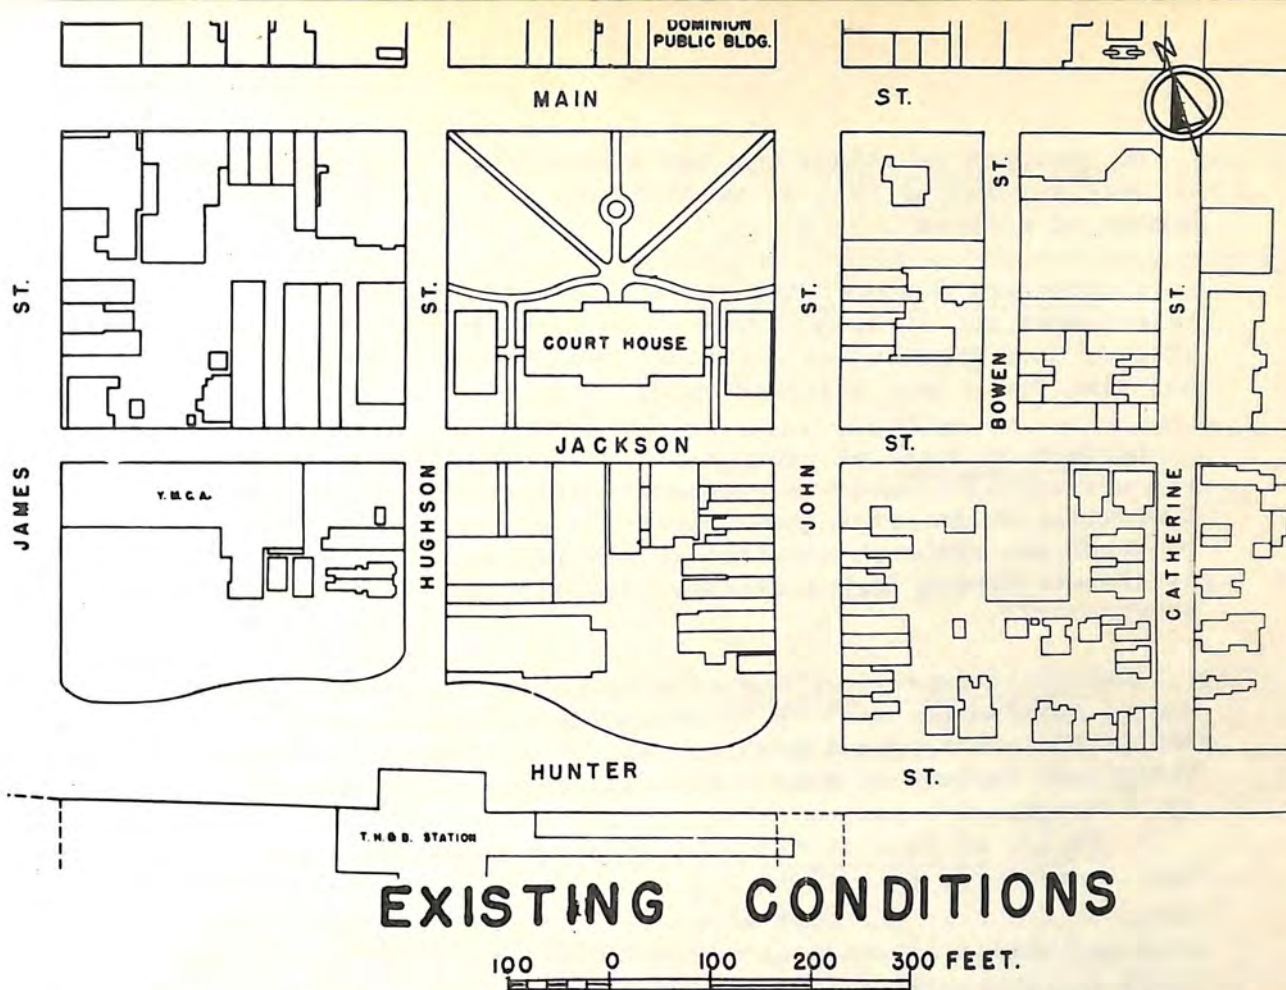 DOMINION
PUBLIC BLDG.
MAIN ST.
ST.
ST.
ST.
ST.
ST.
COURT HOUSE
BOWEN
JACKSON ST.
JAMES
Y.M.C.A.
HUGHSON
JOHN
CATHERINE
HUNTER ST.
T.H.&B. STATION
EXISTING CONDITIONS
100 0 100 200 300 FEET.
N